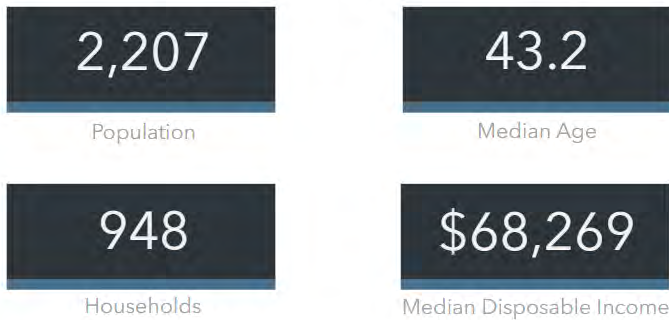 2,207
Population
43.2
Median Age
948
Households
$68,269
Median Disposable Income